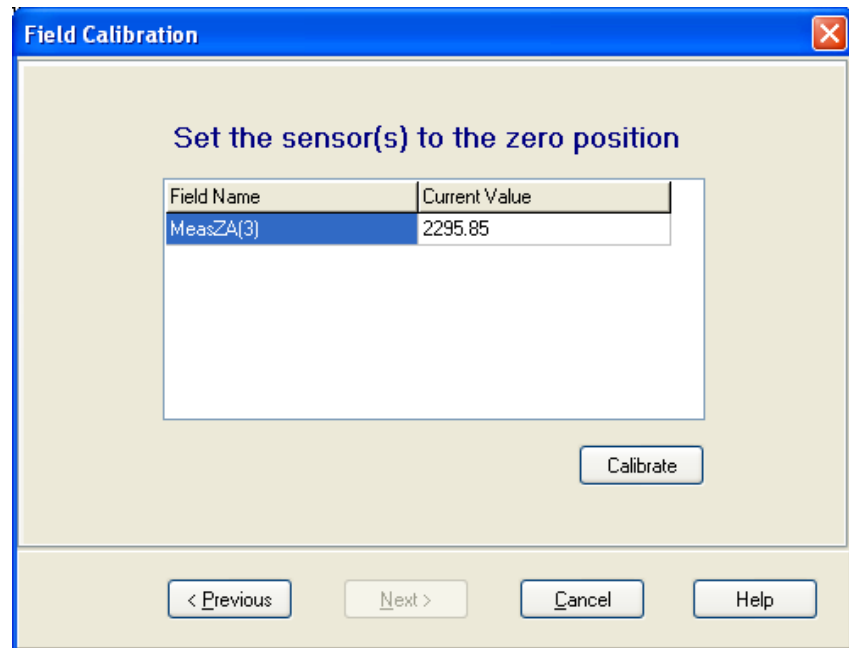 Field Calibration
Set the sensor(s) to the zero position
Field Name Current Value
MeasZA(3) 2295.85
Calibrate
< Previous Next > Cancel Help